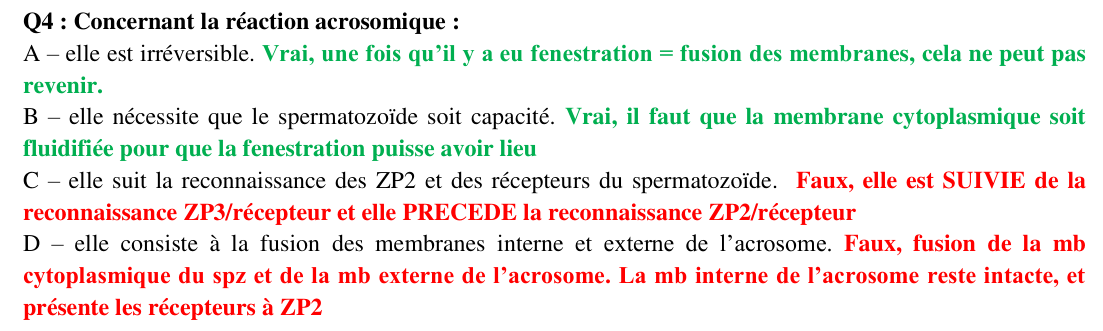 Q4 : Concernant la réaction acrosomique :
A – elle est irréversible. Vrai, une fois qu’il y a eu fenestration = fusion des membranes, cela ne peut pas
revenir.
B – elle nécessite que le spermatozoïde soit capacité. Vrai, il faut que la membrane cytoplasmique soit
fluidifiée pour que la fenestration puisse avoir lieu
C – elle suit la reconnaissance des ZP2 et des récepteurs du spermatozoïde. Faux, elle est SUIVIE de la
reconnaissance ZP3/récepteur et elle PRECEDE la reconnaissance ZP2/récepteur
D – elle consiste à la fusion des membranes interne et externe de l’acrosome. Faux, fusion de la mb
cytoplasmique du spz et de la mb externe de l’acrosome. La mb interne de l’acrosome reste intacte, et
présente les récepteurs à ZP2